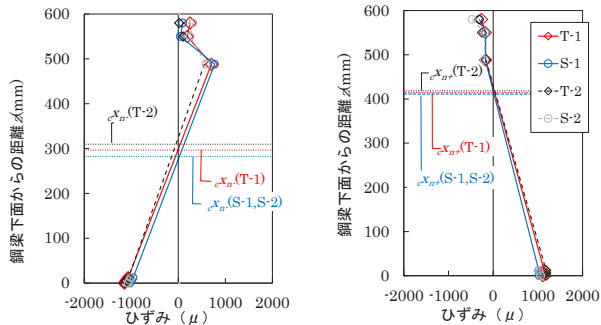 600
500
400
300
200
100
0
鋼梁下面からの距離z(mm)
cxn-(T-2)
cxn-(T-1)
cxn-(S-1,S-2)
-2000 -1000 0 1000 2000
ひずみ（μ）
600
500
400
300
200
100
0
鋼梁下面からの距離z(mm)
cxn+(T-2)
cxn+(T-1)
cxn+(S-1,S-2)
T-1
S-1
T-2
S-2
-2000 -1000 0 1000 2000
ひずみ（μ）